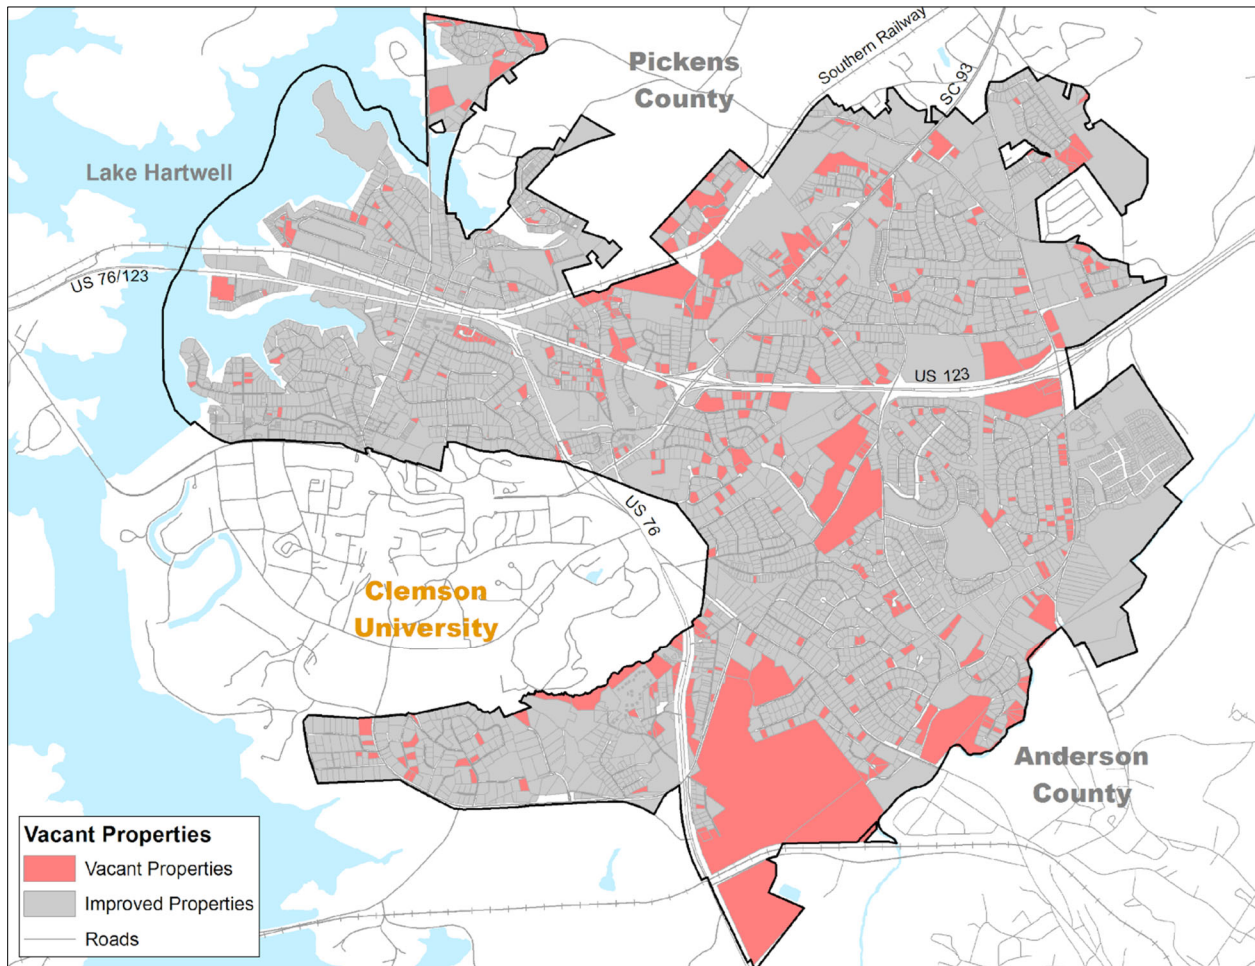 Pickens
County
Southern Railway
SC 93
Lake Hartwell
US 76/123
US 123
US 76
Clemson
University
Anderson
County
Vacant Properties
Vacant Properties
Improved Properties
Roads